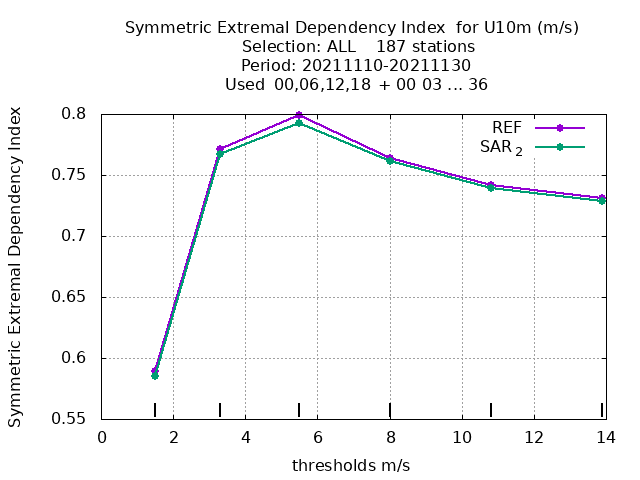 Symmetric Extremal Dependency Index  for U10m (m/s)
Selection: ALL    187 stations
Period: 20211110-20211130
Used  00,06,12,18 + 00 03 ... 36
Symmetric Extremal Dependency Index
0.8
0.75
0.7
0.65
0.6
0.55
REF
SAR 2
0 2 4 6 8 10 12 14
thresholds m/s